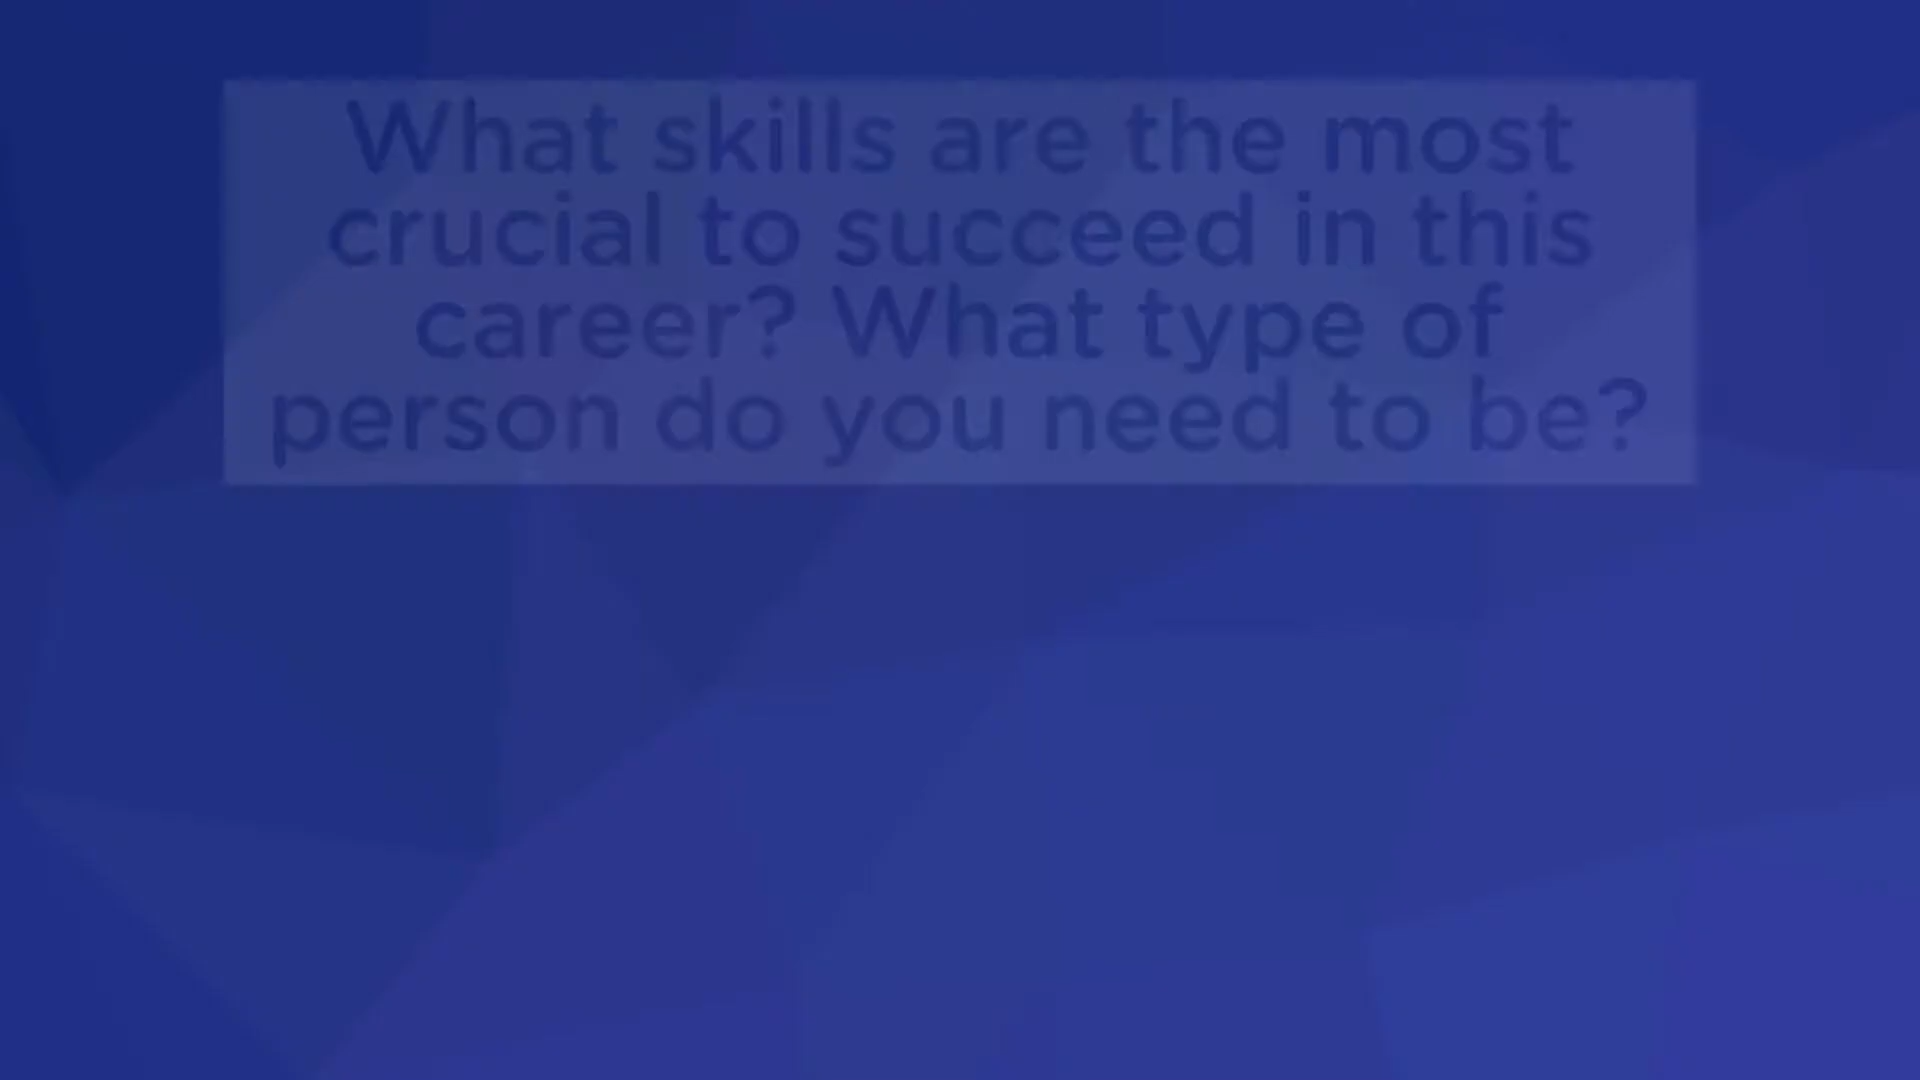 What skills are the most
crucial to succeed in this
career? What type of
person do you need to be?